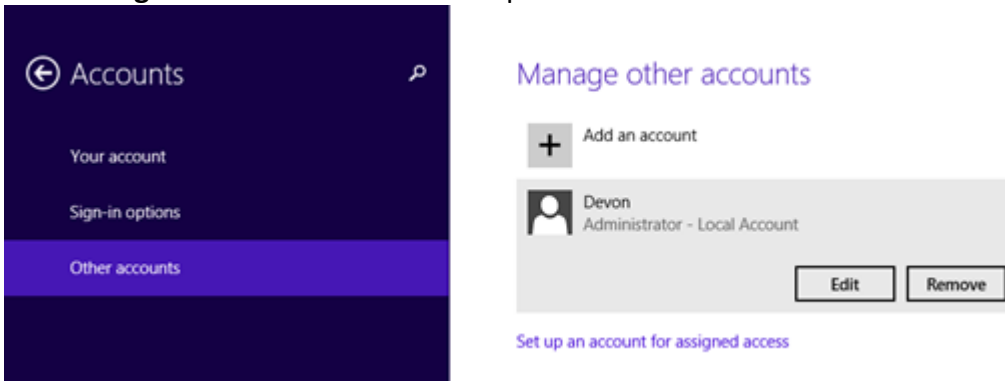 Accounts
Your account
Sign-in options
Other accounts
Manage other accounts
Add an account
Devon
Administrator - Local Account
Edit Remove
Set up an account for assigned access